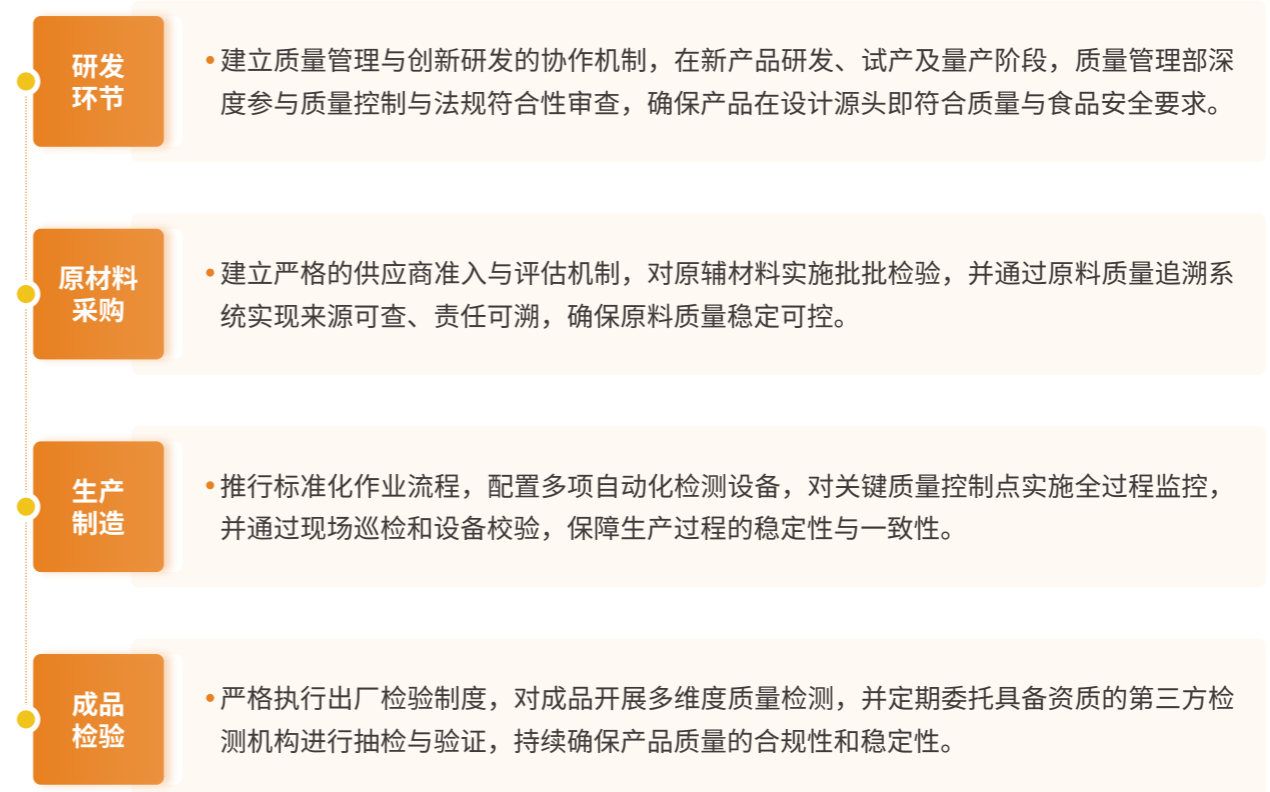 研发
环节
•建立质量管理与创新研发的协作机制，在新产品研发、试产及量产阶段，质量管理部深
度参与质量控制与法规符合性审查，确保产品在设计源头即符合质量与食品安全要求。
原材料
采购
•建立严格的供应商准入与评估机制，对原辅材料实施批批检验，并通过原料质量追溯系
统实现来源可查、责任可溯，确保原料质量稳定可控。
生产
制造
•推行标准化作业流程，配置多项自动化检测设备，对关键质量控制点实施全过程监控，
并通过现场巡检和设备校验，保障生产过程的稳定性与一致性。
成品
检验
•严格执行出厂检验制度，对成品开展多维度质量检测，并定期委托具备资质的第三方检
测机构进行抽检与验证，持续确保产品质量的合规性和稳定性。